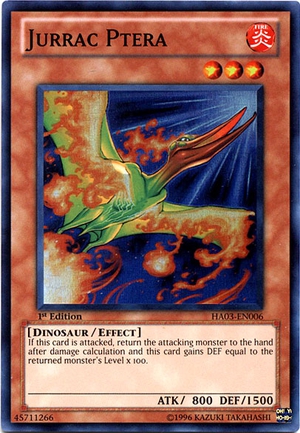 JURRAC PTERA
FIRE
炎
1st Edition
HA03-EN006
[DINOSAUR / EFFECT]
If this card is attacked, return the attacking monster to the hand
after damage calculation and this card gains DEF equal to the
returned monster's Level x 100.
ATK/ 800 DEF/1500
45711266
©1996 KAZUKI TAKAHASHI